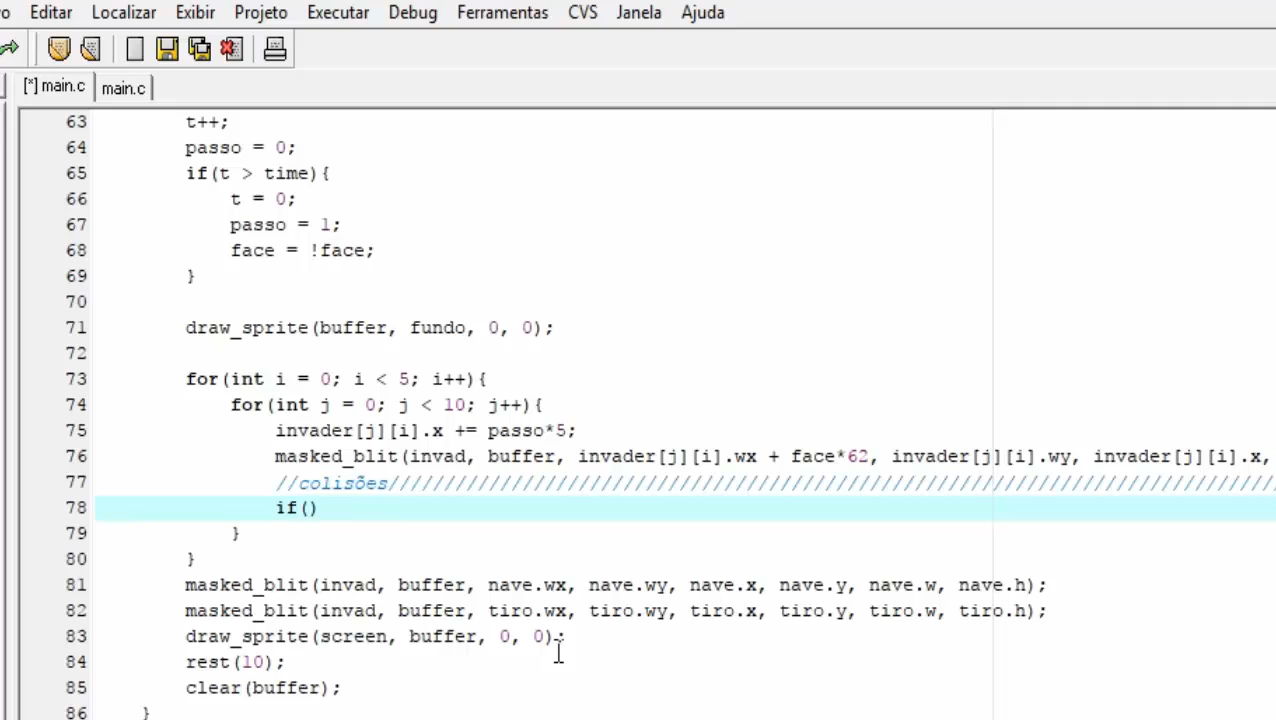 Editar Localizar Exibir Projeto Executar Debug Ferramentas CVS Janela Ajuda
[*] main.c main.c
63 t++;
64 passo = 0;
65 if(t > time){
66 t = 0;
67 passo = 1;
68 face = !face;
69 }
70
71 draw_sprite(buffer, fundo, 0, 0);
72
73 for(int i = 0; i < 5; i++){
74 for(int j = 0; j < 10; j++){
75 invader[j][i].x += passo*5;
76 masked_blit(invad, buffer, invader[j][i].wx + face*62, invader[j][i].wy, invader[j][i].x,
77 //colisões////////////////////////////////////////////////////////////////////////////////
78 if()
79 }
80 }
81 masked_blit(invad, buffer, nave.wx, nave.wy, nave.x, nave.y, nave.w, nave.h);
82 masked_blit(invad, buffer, tiro.wx, tiro.wy, tiro.x, tiro.y, tiro.w, tiro.h);
83 draw_sprite(screen, buffer, 0, 0);
84 rest(10);
85 clear(buffer);
86 }